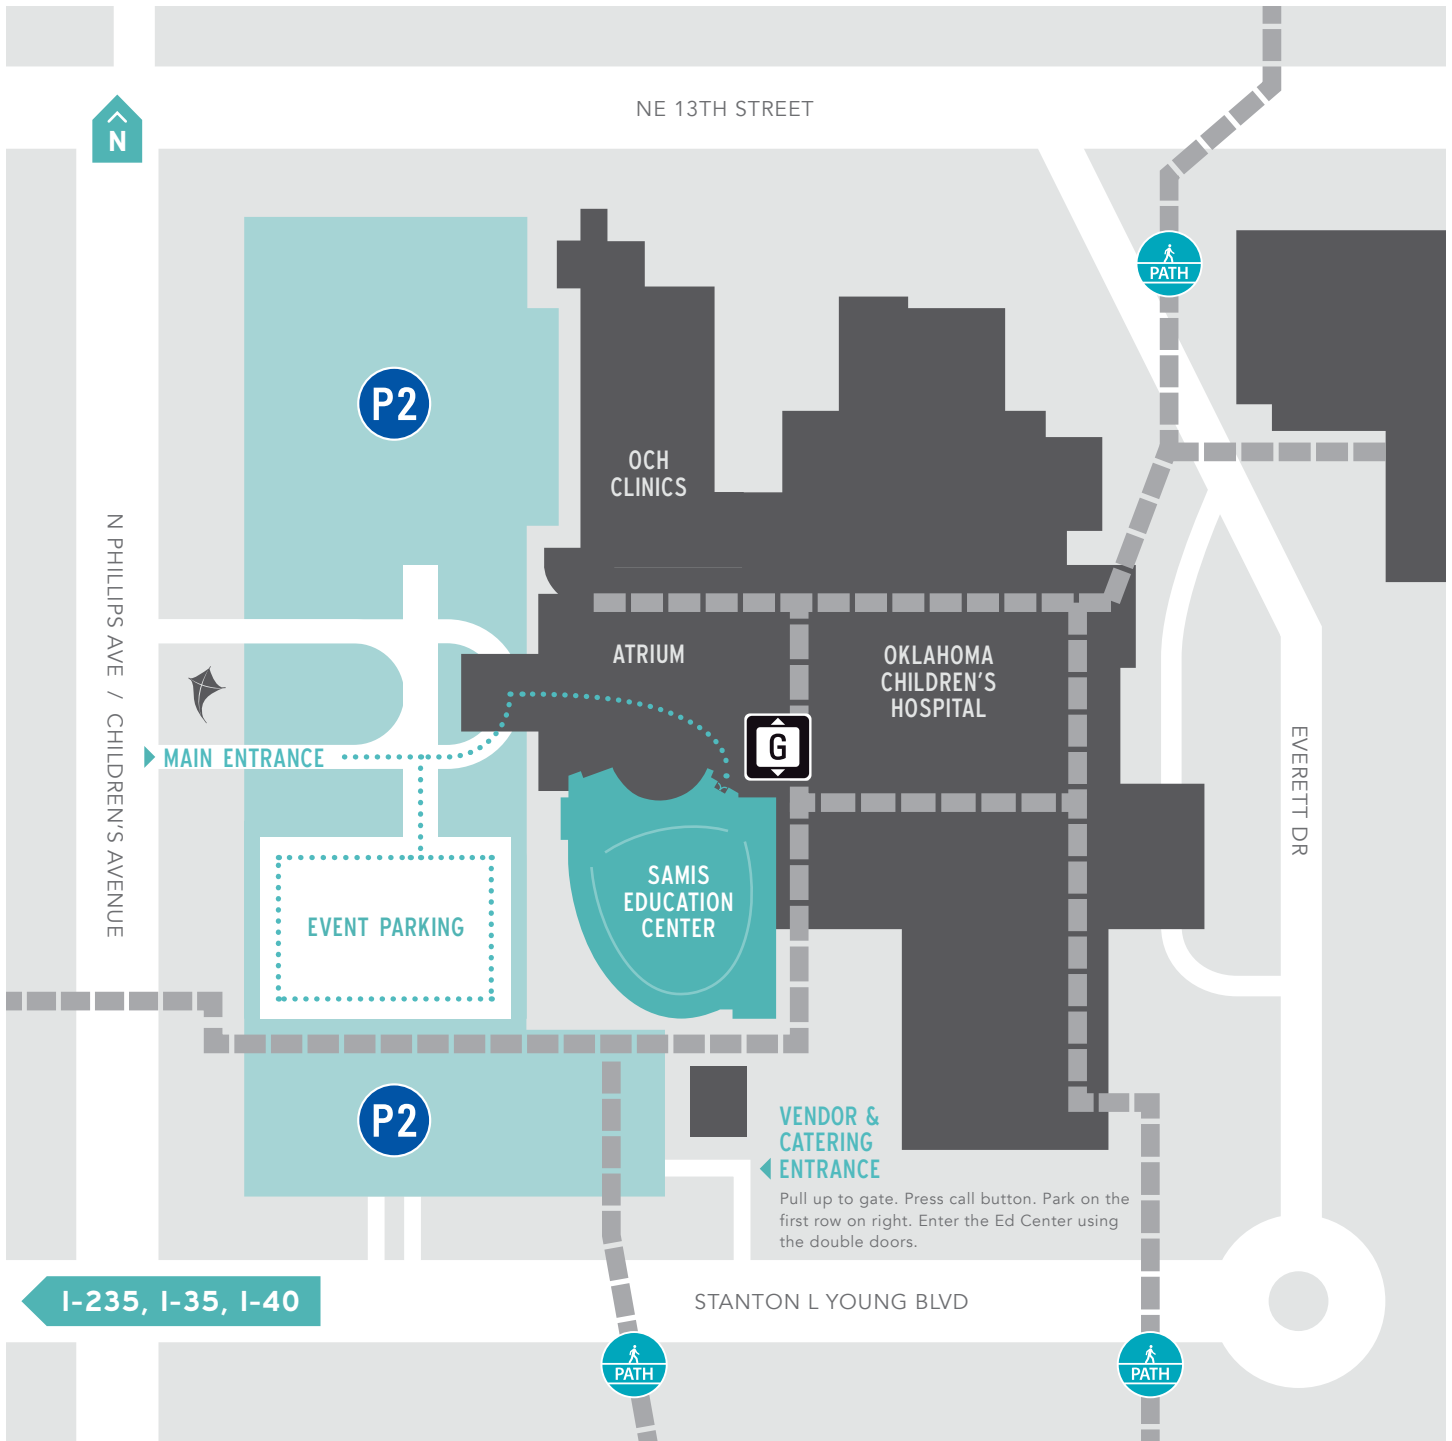 NE 13TH STREET
N
PATH
P2
OCH
CLINICS
N PHILLIPS AVE / CHILDREN'S AVENUE
ATRIUM
OKLAHOMA
CHILDREN'S
HOSPITAL
MAIN ENTRANCE
G
EVERETT DR
SAMIS
EDUCATION
CENTER
EVENT PARKING
P2
VENDOR &
CATERING
ENTRANCE
Pull up to gate. Press call button. Park on the
first row on right. Enter the Ed Center using
the double doors.
I-235, I-35, I-40
STANTON L YOUNG BLVD
PATH
PATH